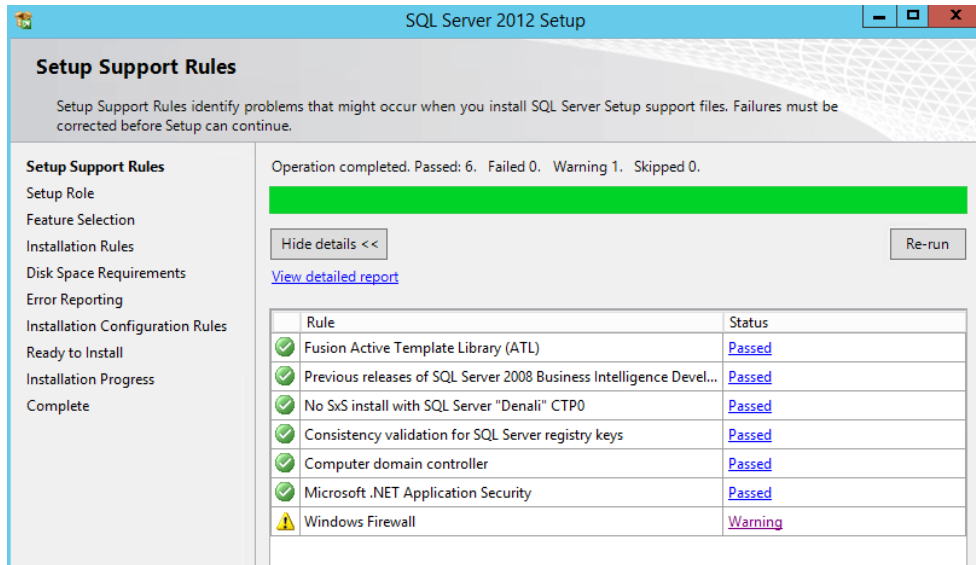 SQL Server 2012 Setup
Setup Support Rules
Setup Support Rules identify problems that might occur when you install SQL Server Setup support files. Failures must be
corrected before Setup can continue.
Setup Support Rules
Setup Role
Feature Selection
Installation Rules
Disk Space Requirements
Error Reporting
Installation Configuration Rules
Ready to Install
Installation Progress
Complete
Operation completed. Passed: 6. Failed 0. Warning 1. Skipped 0.
Hide details <<
Re-run
View detailed report
Rule Status
Fusion Active Template Library (ATL) Passed
Previous releases of SQL Server 2008 Business Intelligence Devel... Passed
No SxS install with SQL Server "Denali" CTP0 Passed
Consistency validation for SQL Server registry keys Passed
Computer domain controller Passed
Microsoft .NET Application Security Passed
Windows Firewall Warning